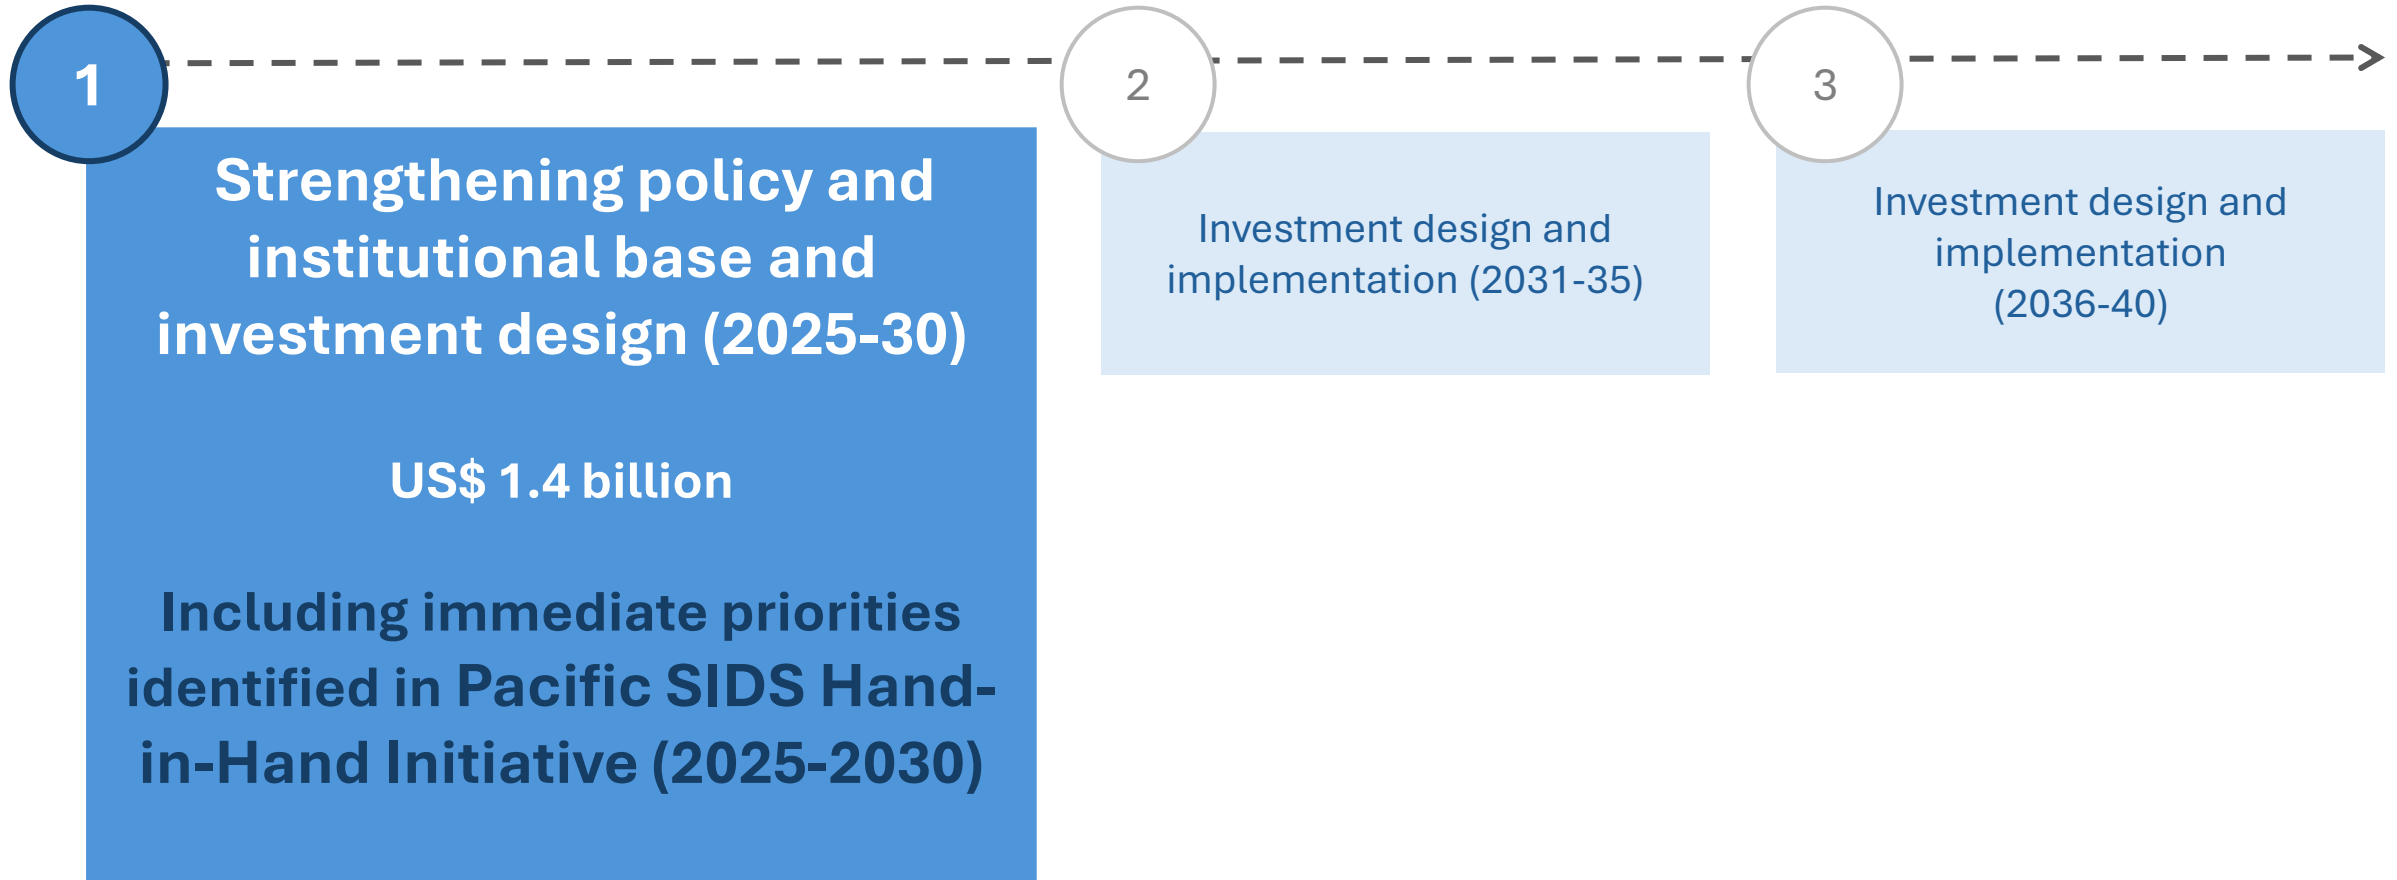 1
Strengthening policy and
institutional base and
investment design (2025-30)
US$ 1.4 billion
Including immediate priorities
identified in Pacific SIDS Hand-
in-Hand Initiative (2025-2030)
2
Investment design and
implementation (2031-35)
3
Investment design and
implementation
(2036-40)